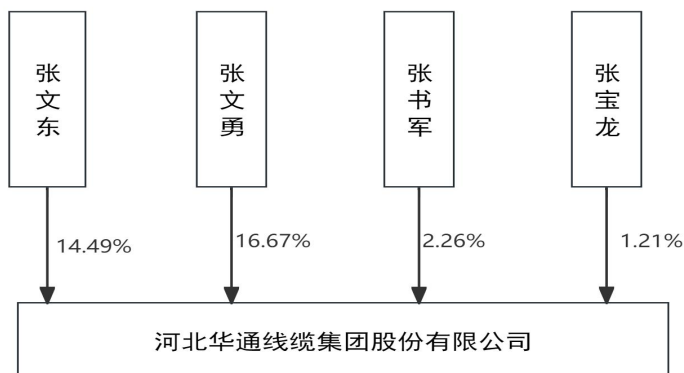 张文东
张文勇
张书军
张宝龙
14.49%
16.67%
2.26%
1.21%
河北华通线缆集团股份有限公司